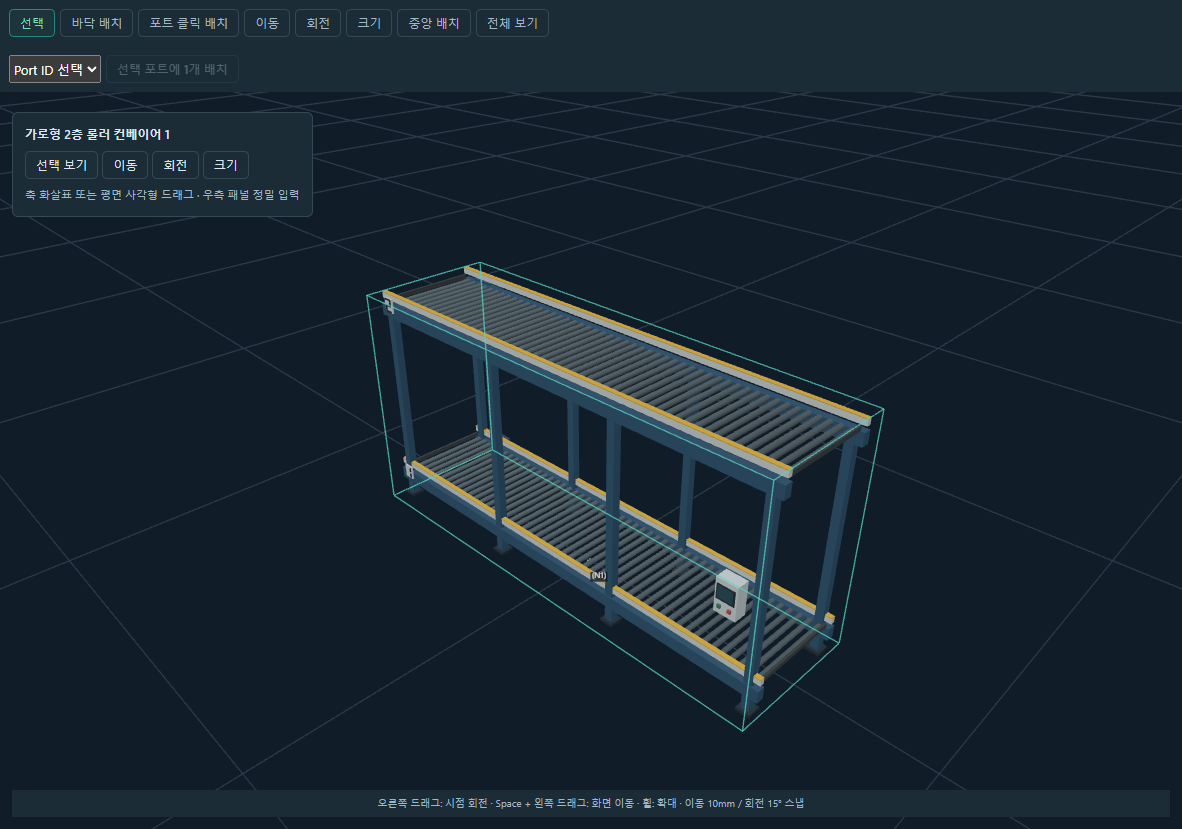 선택 바닥 배치 포트 클릭 배치 이동 회전 크기 중앙 배치 전체 보기
Port ID 선택 선택 포트에 1개 배치
가로형 2층 롤러 컨베이어 1
선택 보기 이동 회전 크기
축 화살표 또는 평면 사각형 드래그 · 우측 패널 정밀 입력
(N1)
오른쪽 드래그: 시점 회전 · Space + 왼쪽 드래그: 화면 이동 · 휠: 확대 · 이동 10mm / 회전 15° 스냅